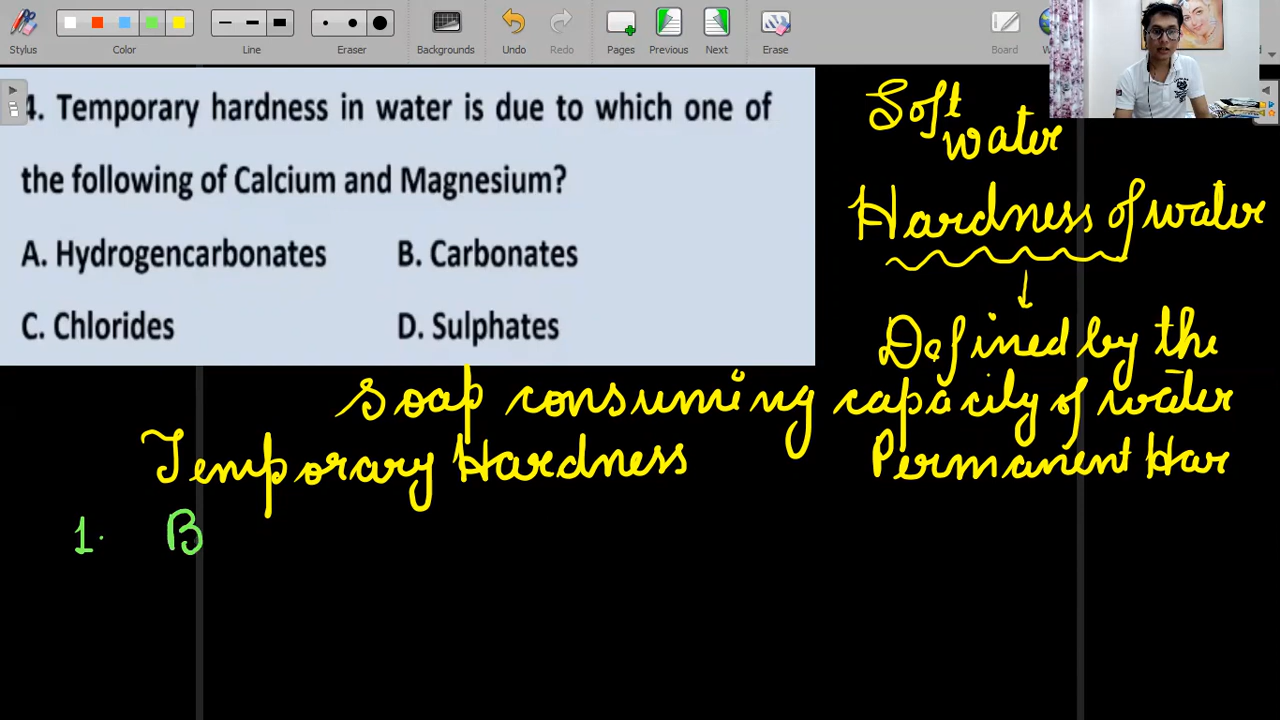 Stylus Color Line Eraser Backgrounds Undo Redo Pages Previous Next Erase Board
4. Temporary hardness in water is due to which one of
the following of Calcium and Magnesium?
A. Hydrogencarbonates B. Carbonates
C. Chlorides D. Sulphates
Soft
water
Hardness of water
Defined by the
soap consuming capacity of water
Temporary Hardness Permanent Har
1. B